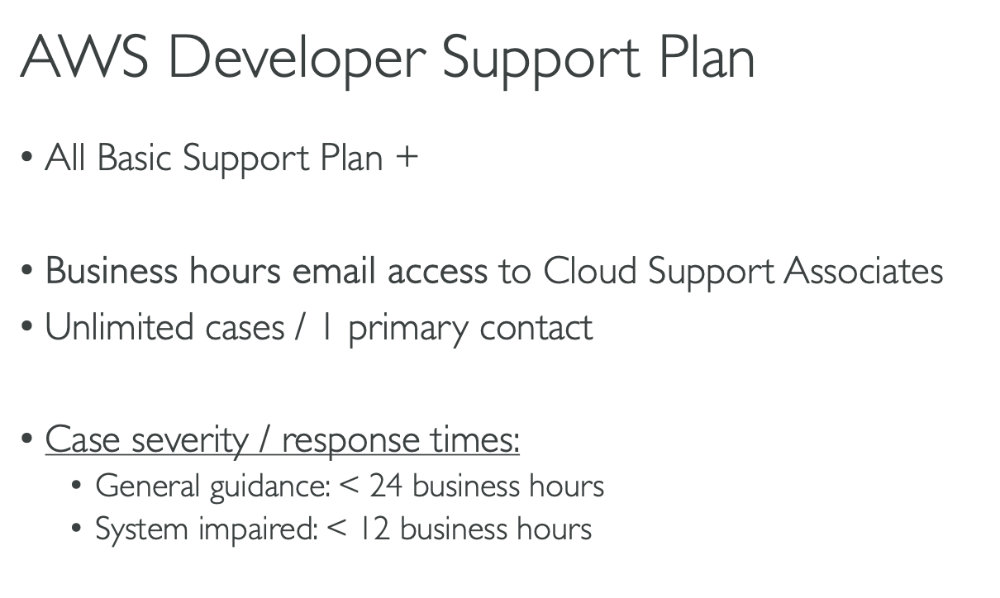 AWS Developer Support Plan
• All Basic Support Plan +
• Business hours email access to Cloud Support Associates
• Unlimited cases / 1 primary contact
• Case severity / response times:
• General guidance: < 24 business hours
• System impaired: < 12 business hours